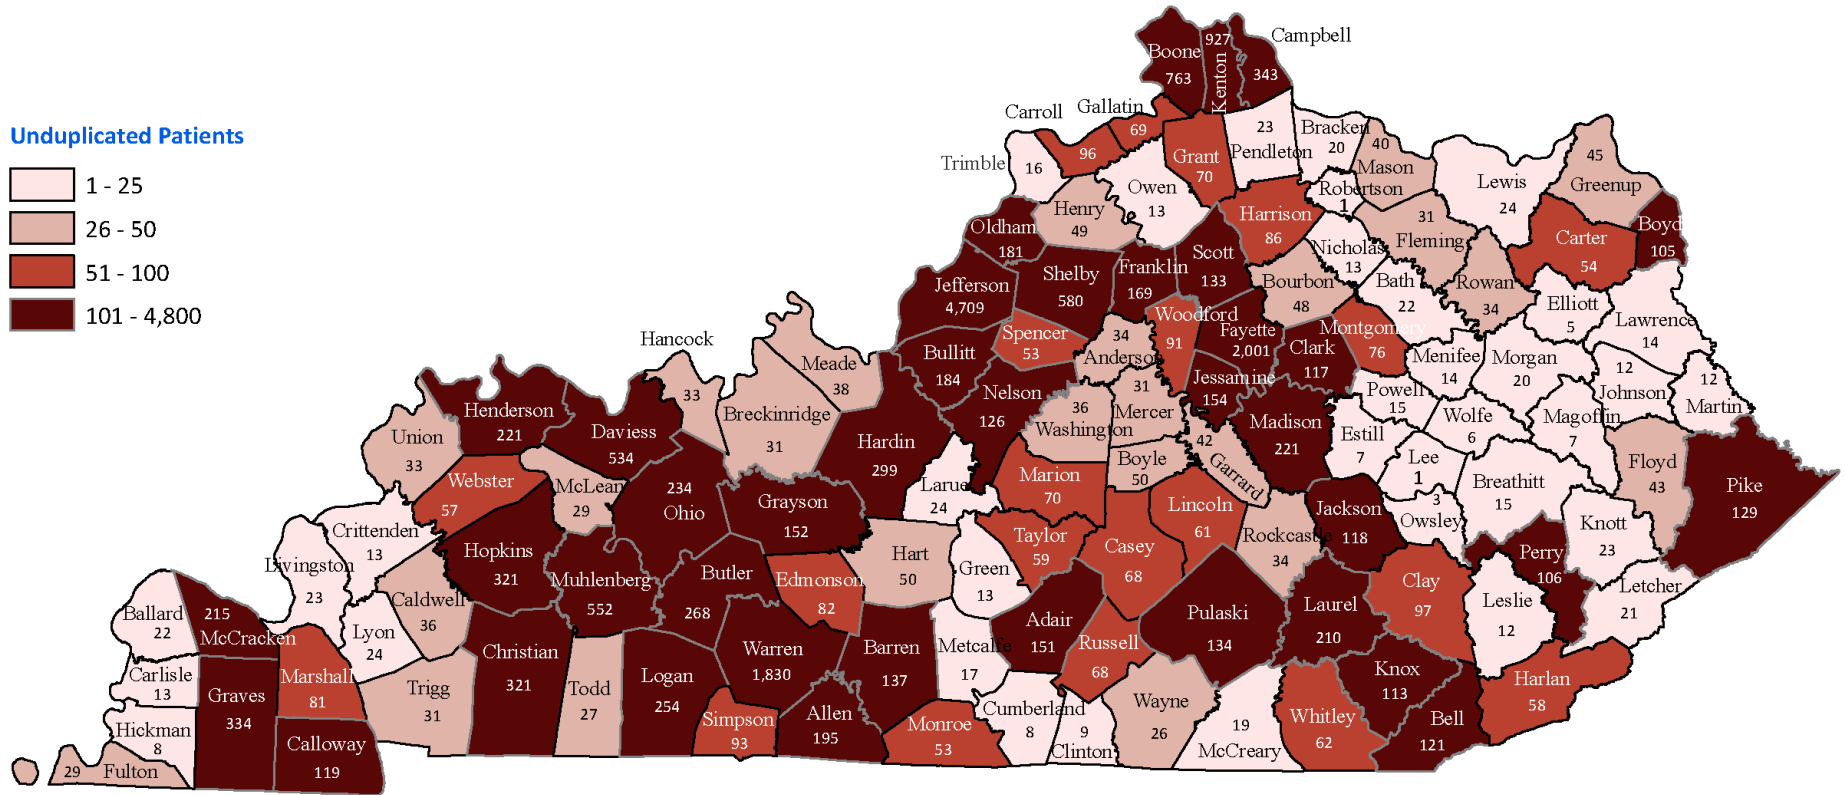 Unduplicated Patients
1 - 25
26 - 50
51 - 100
101 - 4,800
Boone
763
927
Kenton
Campbell
343
Carroll
96
Gallatin
69
Trimble
16
Grant
70
23
Pendleton
Bracken
20
40
Mason
Robertson
1
Lewis
24
45
Greenup
Boyd
105
Carter
54
Owen
13
Henry
49
Oldham
181
Harrison
86
31
Fleming
Nicholas
13
Rowan
34
Bath
22
Elliott
5
Lawrence
14
Jefferson
4,709
Shelby
580
Franklin
169
Scott
133
Bourbon
48
Woodford
91
Fayette
2,001
Montgomery
76
Clark
117
Spencer
53
34
Anderson
Bullitt
184
Menifee
14
Morgan
20
12
Johnson
12
Martin
Hancock
33
Meade
38
Breckinridge
31
Nelson
126
36
Washington
31
Mercer
Jessamine
154
Madison
221
Powell
15
Wolfe
6
Magoffin
7
Estill
7
Lee
1
Floyd
43
Pike
129
Henderson
221
Daviess
534
Union
33
Webster
57
McLean
29
234
Ohio
Grayson
152
Hardin
299
Larue
24
Marion
70
Boyle
50
42
Garrard
Lincoln
61
Rockcastle
34
Jackson
118
3
Owsley
Breathitt
15
Knott
23
Perry
106
Letcher
21
Leslie
12
Clay
97
Crittenden
13
Livingston
23
Hopkins
321
Muhlenberg
552
Butler
268
Edmonson
82
Hart
50
Green
13
Taylor
59
Casey
68
Pulaski
134
Laurel
210
Ballard
22
215
McCracken
Lyon
24
Caldwell
36
Christian
321
Todd
27
Logan
254
Warren
1,830
Barren
137
Metcalfe
17
Adair
151
Russell
68
Knox
113
Harlan
58
Carlisle
13
Graves
334
Marshall
81
Trigg
31
Simpson
93
Allen
195
Monroe
53
Cumberland
8
9
Clinton
Wayne
26
19
McCreary
Whitley
62
Bell
121
Hickman
8
29
Fulton
Calloway
119